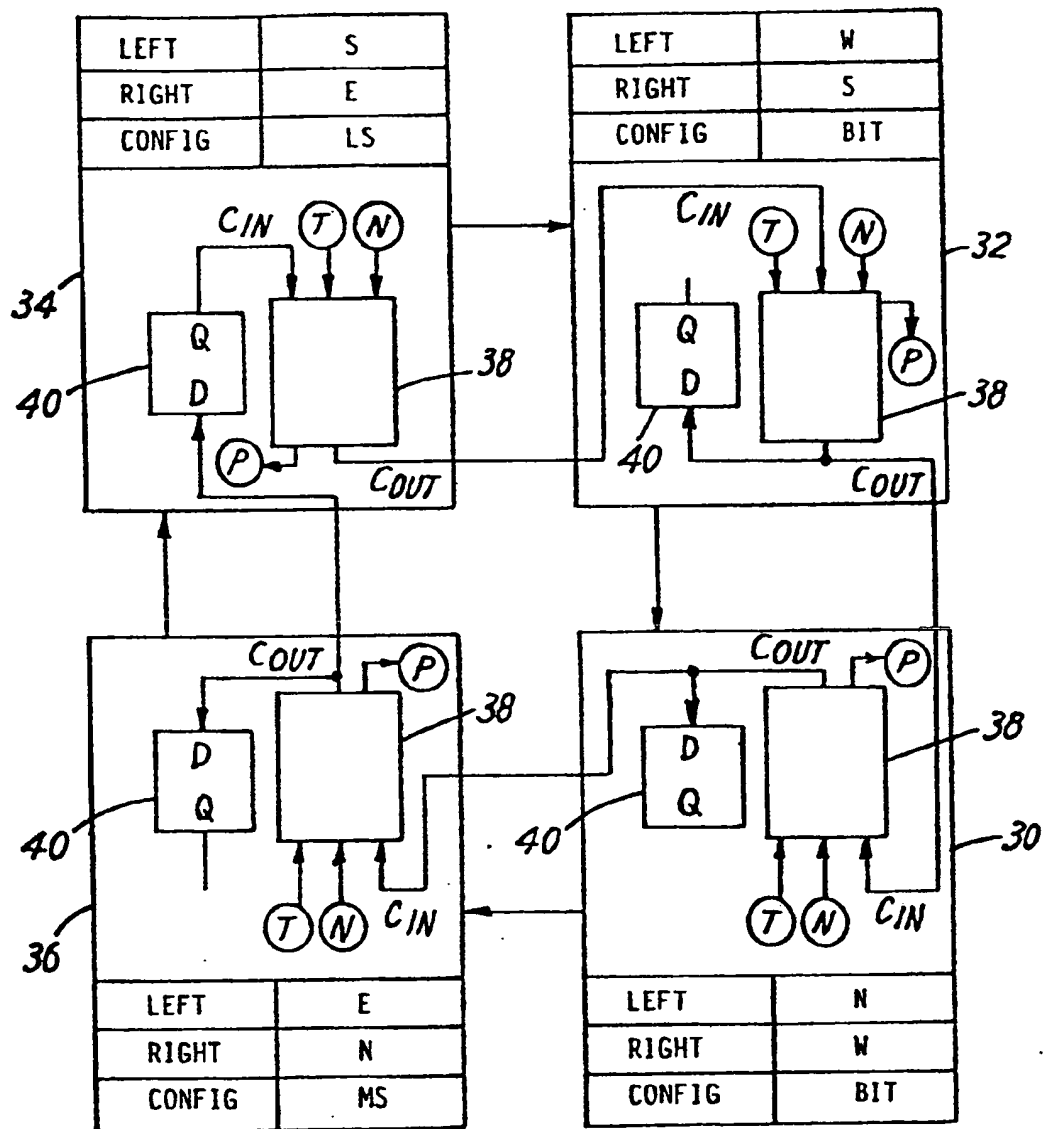 LEFT S
RIGHT E
CONFIG LS
LEFT W
RIGHT S
CONFIG BIT
CIN T N
Q
D
34
40
38
P
COUT
CIN
T N
32
Q
D
P
40
38
COUT
COUT
P
38
D
Q
40
T N CIN
36
COUT
P
38
D
Q
40
30
T N CIN
LEFT E
RIGHT N
CONFIG MS
LEFT N
RIGHT W
CONFIG BIT